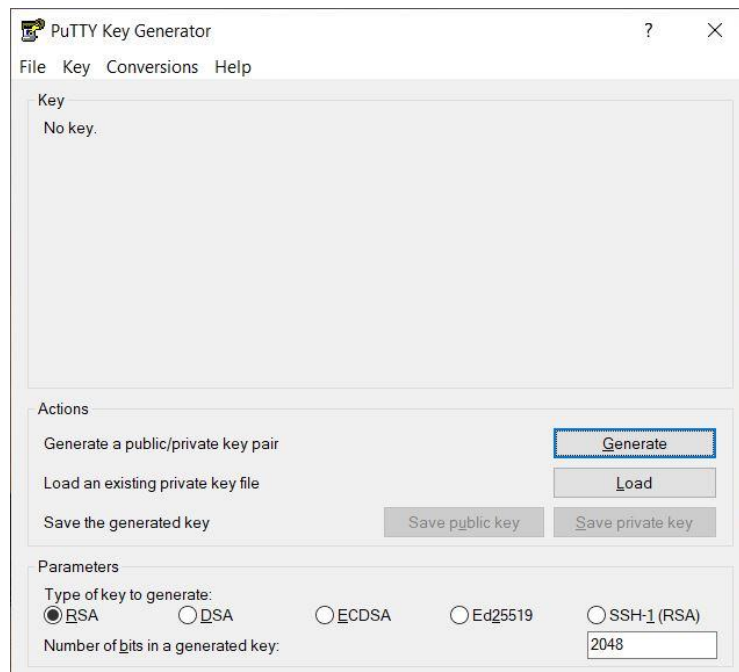 PuTTY Key Generator
?
File Key Conversions Help
Key
No key.
Actions
Generate a public/private key pair
Generate
Load an existing private key file
Load
Save the generated key
Save public key
Save private key
Parameters
Type of key to generate:
RSA DSA ECDSA Ed25519 SSH-1 (RSA)
Number of bits in a generated key:
2048